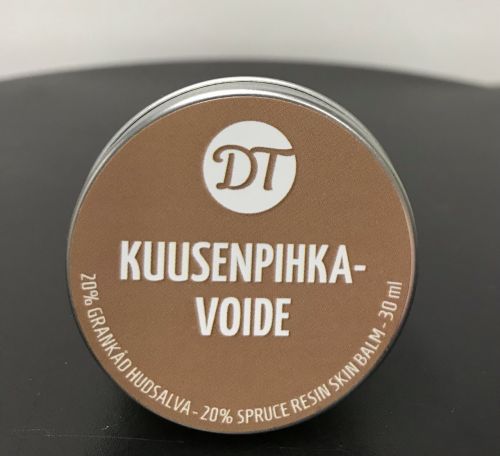 DT
KUUSENPIHKA-
VOIDE
20% GRANKÅD HUDSALVA - 20% SPRUCE RESIN SKIN BALM - 30 ml